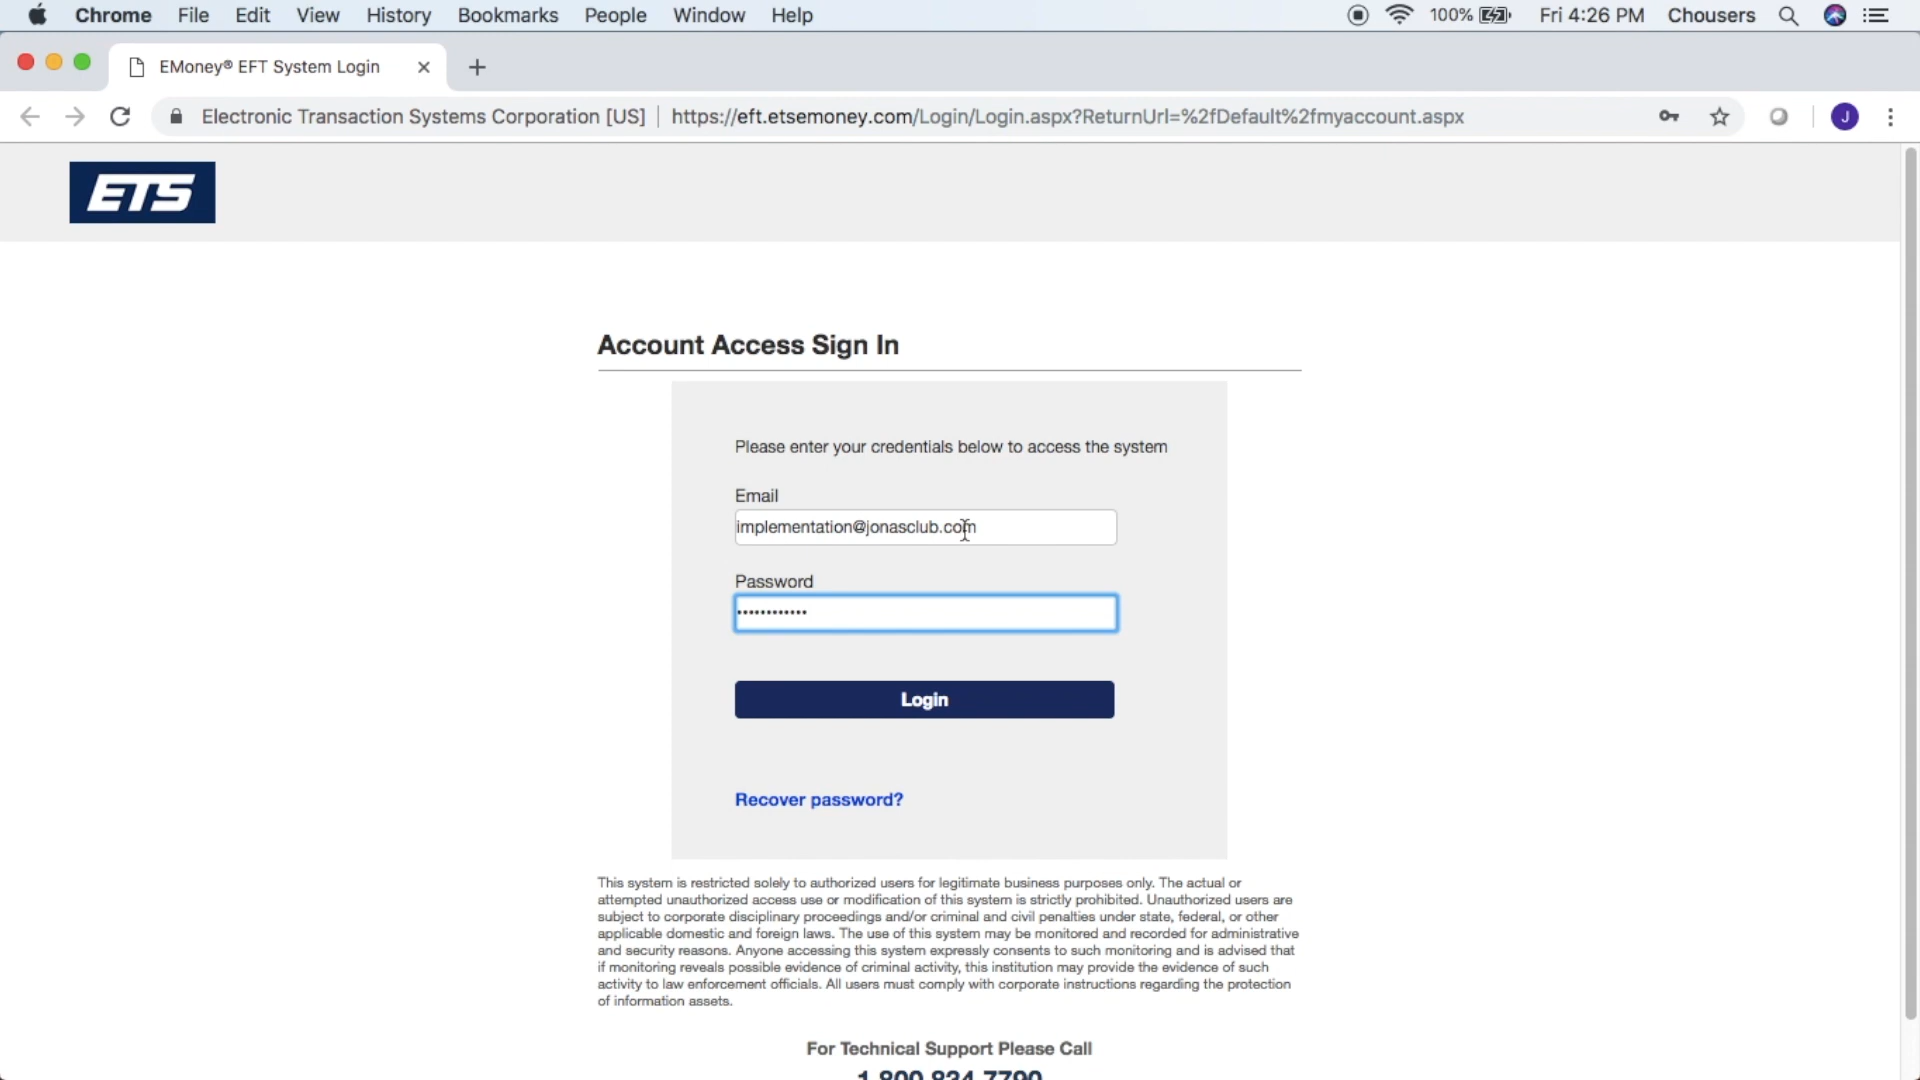 Chrome File Edit View History Bookmarks People Window Help 100% Fri 4:26 PM Chousers
EMoney® EFT System Login
Electronic Transaction Systems Corporation [US] https://eft.etsemoney.com/Login/Login.aspx?ReturnUrl=%2fDefault%2fmyaccount.aspx J
ETS
Account Access Sign In
Please enter your credentials below to access the system
Email
implementation@jonasclub.com
Password
••••••••••••
Login
Recover password?
This system is restricted solely to authorized users for legitimate business purposes only. The actual or
attempted unauthorized access use or modification of this system is strictly prohibited. Unauthorized users are
subject to corporate disciplinary proceedings and/or criminal and civil penalties under state, federal, or other
applicable domestic and foreign laws. The use of this system may be monitored and recorded for administrative
and security reasons. Anyone accessing this system expressly consents to such monitoring and is advised that
if monitoring reveals possible evidence of criminal activity, this institution may provide the evidence of such
activity to law enforcement officials. All users must comply with corporate instructions regarding the protection
of information assets.
For Technical Support Please Call
1.800.834.7790